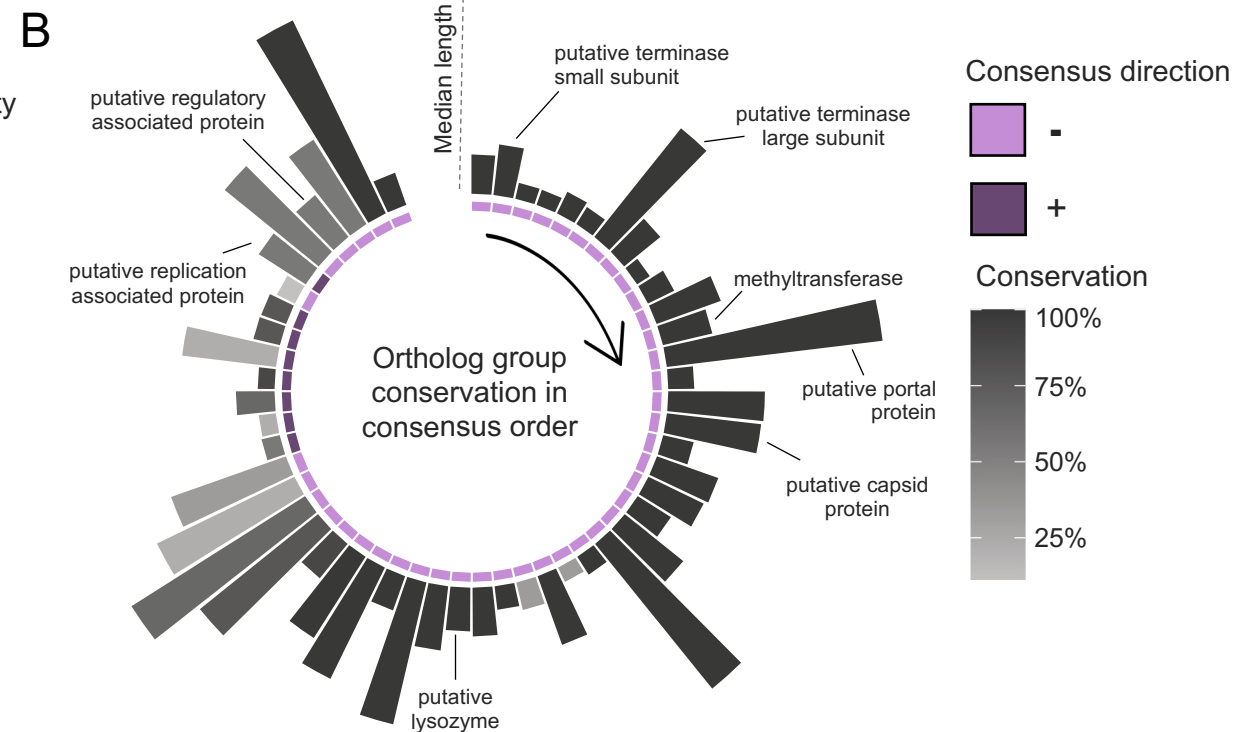 B
ty
Median length
putative terminase
small subunit
putative terminase
large subunit
methyltransferase
putative portal
protein
putative capsid
protein
putative
lysozyme
putative replication
associated protein
putative regulatory
associated protein
Ortholog group
conservation in
consensus order
Consensus direction
-
+
Conservation
100%
75%
50%
25%